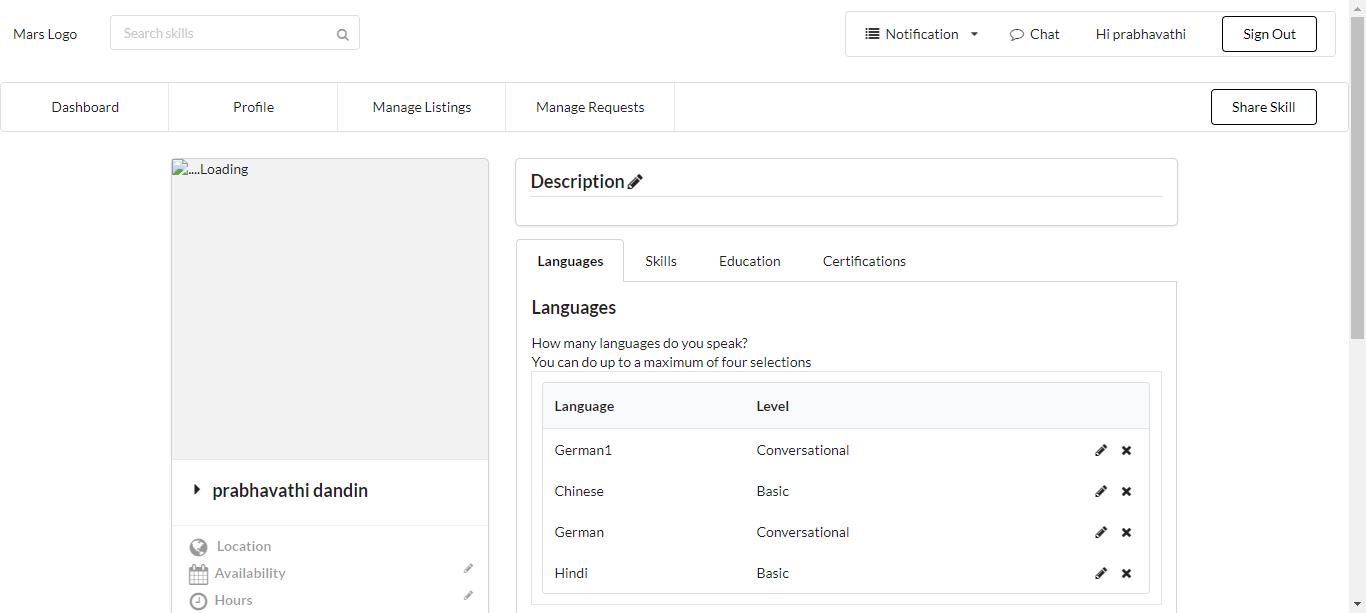 Mars Logo
Search skills
Notification
Chat
Hi prabhavathi
Sign Out
Dashboard
Profile
Manage Listings
Manage Requests
Share Skill
....Loading
prabhavathi dandin
Location
Availability
Hours
Description
Languages
Skills
Education
Certifications
Languages
How many languages do you speak?
You can do up to a maximum of four selections
Language Level
German1 Conversational
Chinese Basic
German Conversational
Hindi Basic